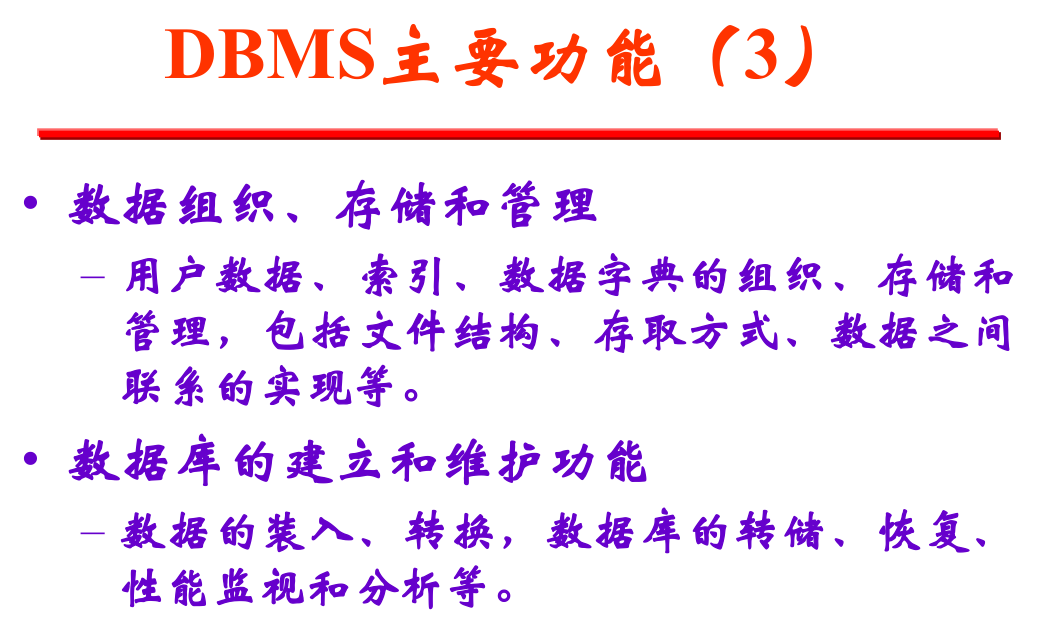 DBMS主要功能（3）
• 数据组织、存储和管理
– 用户数据、索引、数据字典的组织、存储和
管理，包括文件结构、存取方式、数据之间
联系的实现等。
• 数据库的建立和维护功能
– 数据的装入、转换，数据库的转储、恢复、
性能监视和分析等。